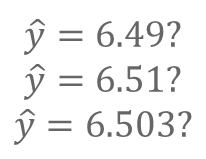 ŷ = 6.49?
ŷ = 6.51?
ŷ = 6.503?